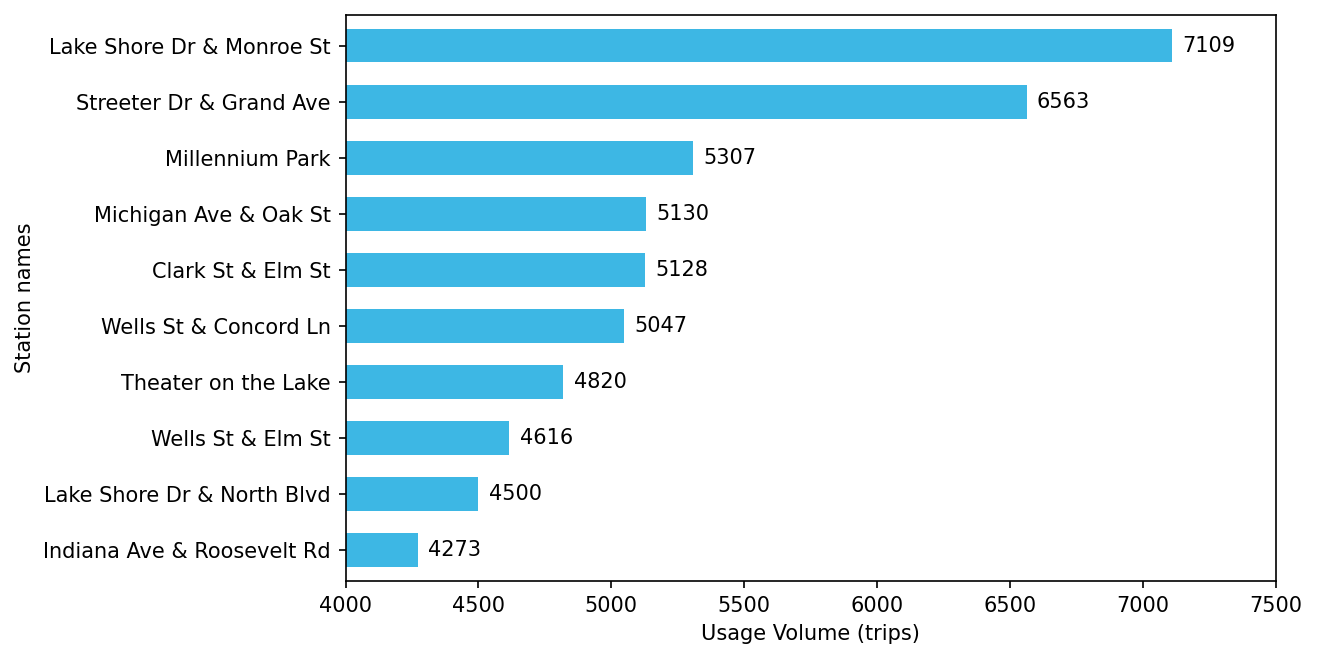 Lake Shore Dr & Monroe St 7109
Streeter Dr & Grand Ave 6563
Millennium Park 5307
Michigan Ave & Oak St 5130
Clark St & Elm St 5128
Wells St & Concord Ln 5047
Theater on the Lake 4820
Wells St & Elm St 4616
Lake Shore Dr & North Blvd 4500
Indiana Ave & Roosevelt Rd 4273
Station names
4000 4500 5000 5500 6000 6500 7000 7500
Usage Volume (trips)